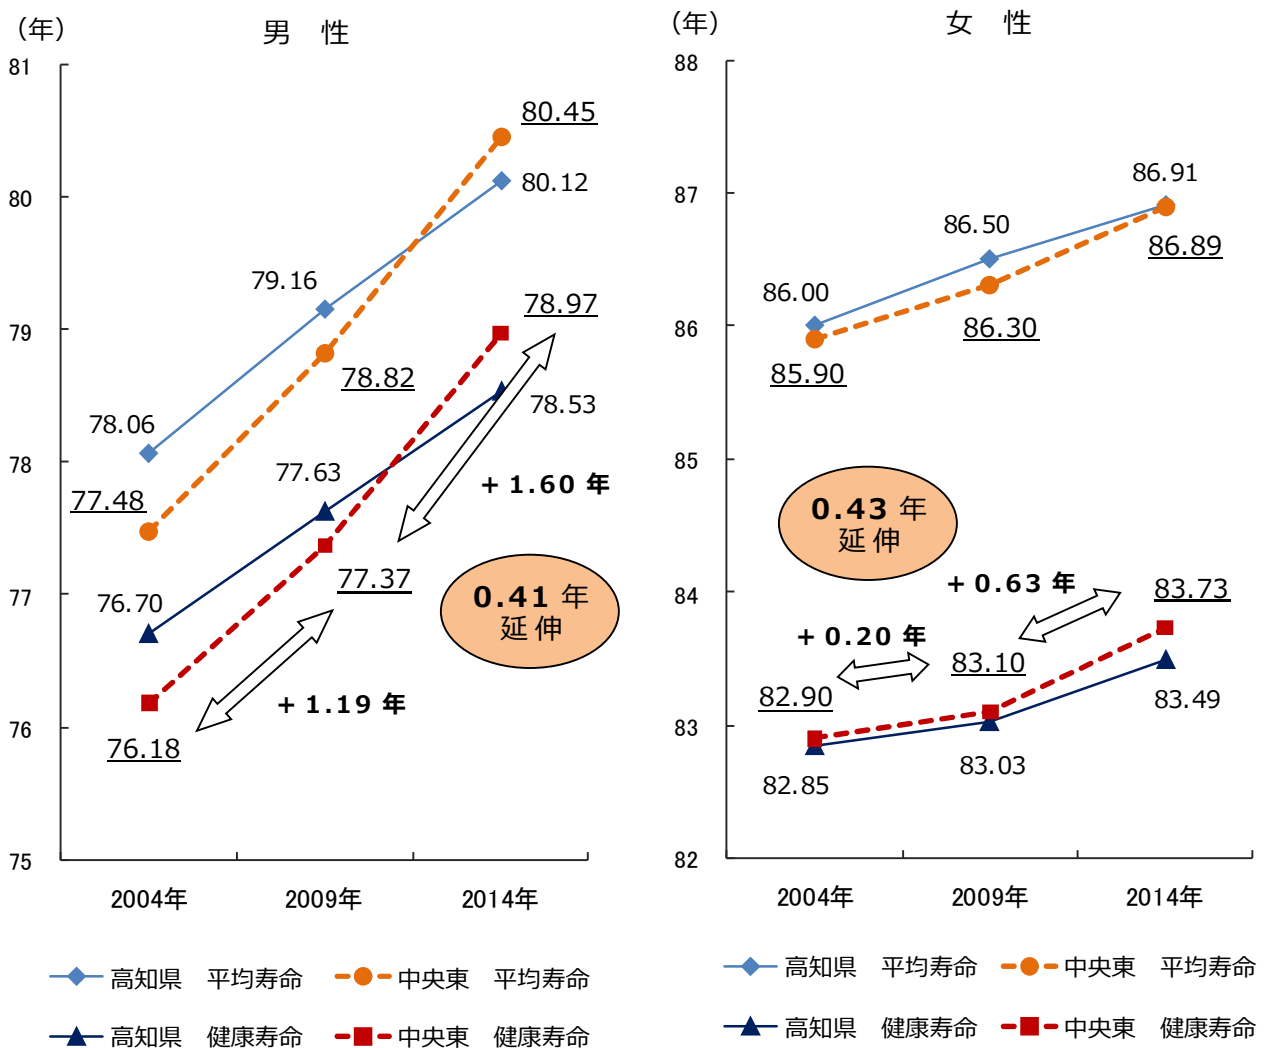 （年）
男　性
81
80
79
78
77
76
75
80.45
80.12
79.16
78.97
78.82
78.53
78.06
77.63
77.48
+ 1.60 年
77.37
0.41 年
延 伸
76.70
+ 1.19 年
76.18
2004年
2009年
2014年
高知県　平均寿命
中央東　平均寿命
高知県　健康寿命
中央東　健康寿命
（年）
女　性
88
87
86
85
84
83
82
86.91
86.50
86.89
86.00
86.30
85.90
0.43 年
延 伸
+ 0.63 年
83.73
+ 0.20 年
83.10
82.90
83.49
83.03
82.85
2004年
2009年
2014年
高知県　平均寿命
中央東　平均寿命
高知県　健康寿命
中央東　健康寿命